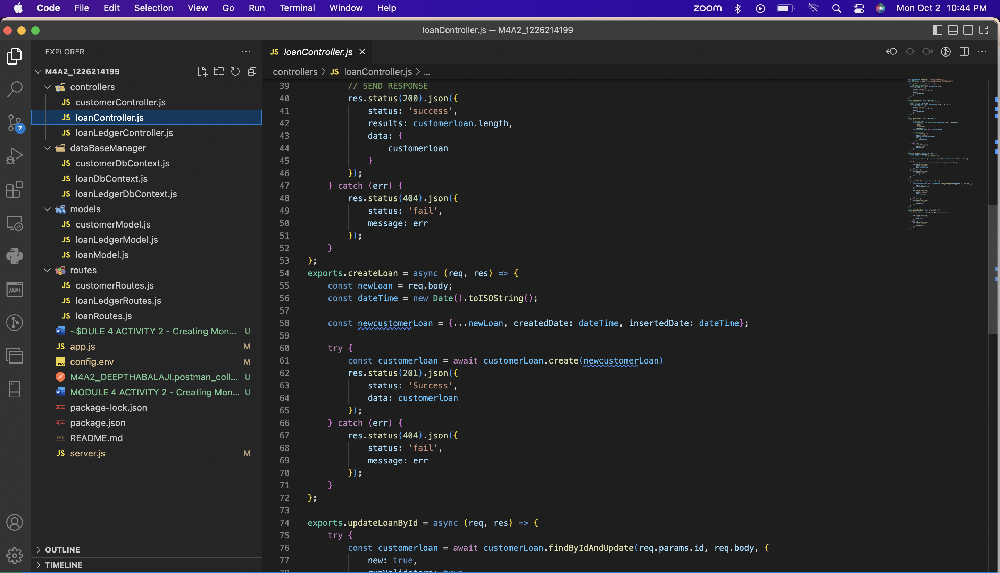 Code File Edit Selection View Go Run Terminal Window Help zoom Mon Oct 2 10:44 PM
loanController.js — M4A2_1226214199
EXPLORER
M4A2_1226214199
controllers
JS customerController.js
JS loanController.js
JS loanLedgerController.js
dataBaseManager
JS customerDbContext.js
JS loanDbContext.js
JS loanLedgerDbContext.js
models
JS customerModel.js
JS loanLedgerModel.js
JS loanModel.js
routes
JS customerRoutes.js
JS loanLedgerRoutes.js
JS loanRoutes.js
~$DULE 4 ACTIVITY 2 - Creating Mon... U
JS app.js M
.ENV config.env M
M4A2_DEEPTHABALAJI.postman_coll... U
MODULE 4 ACTIVITY 2 - Creating Mon... U
package-lock.json
package.json
README.md
JS server.js M
OUTLINE
TIMELINE
7
/API
JS loanController.js
controllers > JS loanController.js > ...
39 // SEND RESPONSE
40 res.status(200).json({
41 status: 'success',
42 results: customerloan.length,
43 data: {
44 customerloan
45 }
46 });
47 } catch (err) {
48 res.status(404).json({
49 status: 'fail',
50 message: err
51 });
52 }
53 };
54 exports.createLoan = async (req, res) => {
55 const newLoan = req.body;
56 const dateTime = new Date().toISOString();
57
58 const newcustomerLoan = {...newLoan, createdDate: dateTime, insertedDate: dateTime};
59
60 try {
61 const customerloan = await customerLoan.create(newcustomerLoan)
62 res.status(201).json({
63 status: 'Success',
64 data: customerloan
65 });
66 } catch (err) {
67 res.status(404).json({
68 status: 'fail',
69 message: err
70 });
71 }
72 };
73
74 exports.updateLoanById = async (req, res) => {
75 try {
76 const customerloan = await customerLoan.findByIdAndUpdate(req.params.id, req.body, {
77 new: true,
78 runValidators: true